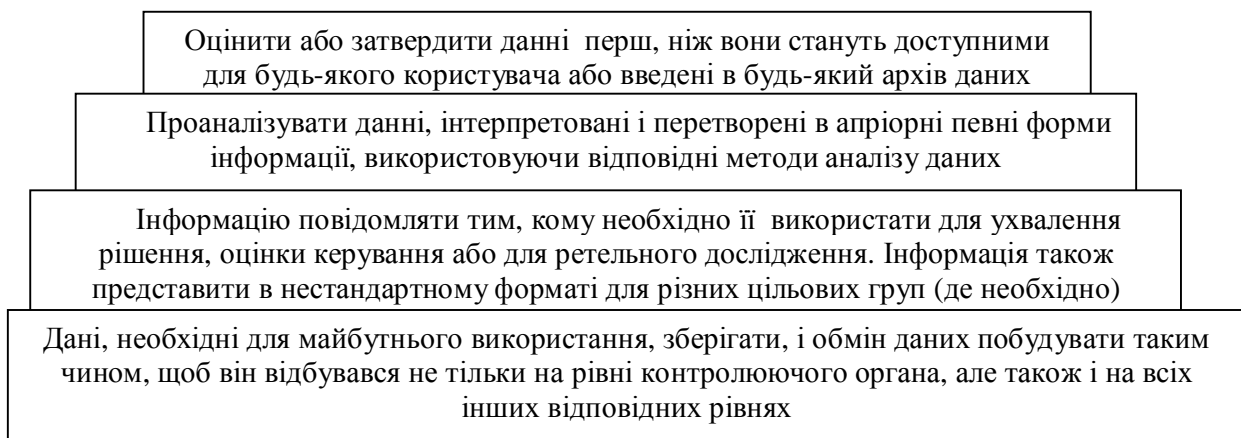 Оцінити або затвердити данні перш, ніж вони стануть доступними
для будь-якого користувача або введені в будь-який архів даних
Проаналізувати данні, інтерпретовані і перетворені в апріорні певні форми
інформації, використовуючи відповідні методи аналізу даних
Інформацію повідомляти тим, кому необхідно її використати для ухвалення
рішення, оцінки керування або для ретельного дослідження. Інформація також
представити в нестандартному форматі для різних цільових груп (де необхідно)
Дані, необхідні для майбутнього використання, зберігати, і обмін даних побудувати таким
чином, щоб він відбувався не тільки на рівні контролюючого органа, але також і на всіх
інших відповідних рівнях